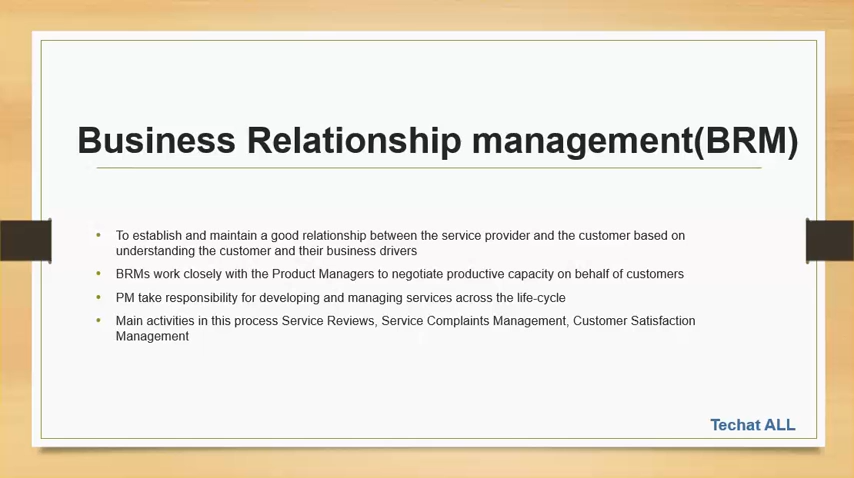 Business Relationship management(BRM)
• To establish and maintain a good relationship between the service provider and the customer based on
understanding the customer and their business drivers
• BRMs work closely with the Product Managers to negotiate productive capacity on behalf of customers
• PM take responsibility for developing and managing services across the life-cycle
• Main activities in this process Service Reviews, Service Complaints Management, Customer Satisfaction
Management
Techat ALL